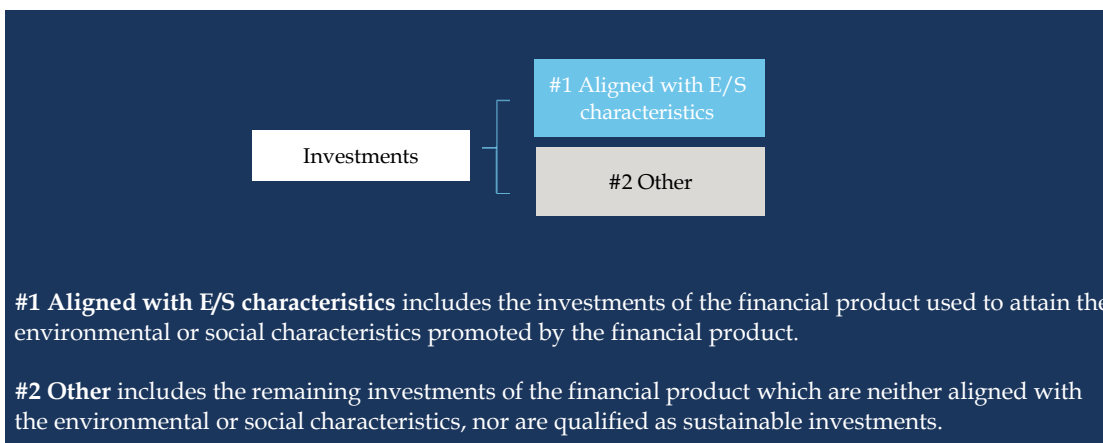 #1 Aligned with E/S
characteristics
Investments
#2 Other
#1 Aligned with E/S characteristics includes the investments of the financial product used to attain the
environmental or social characteristics promoted by the financial product.
#2 Other includes the remaining investments of the financial product which are neither aligned with
the environmental or social characteristics, nor are qualified as sustainable investments.